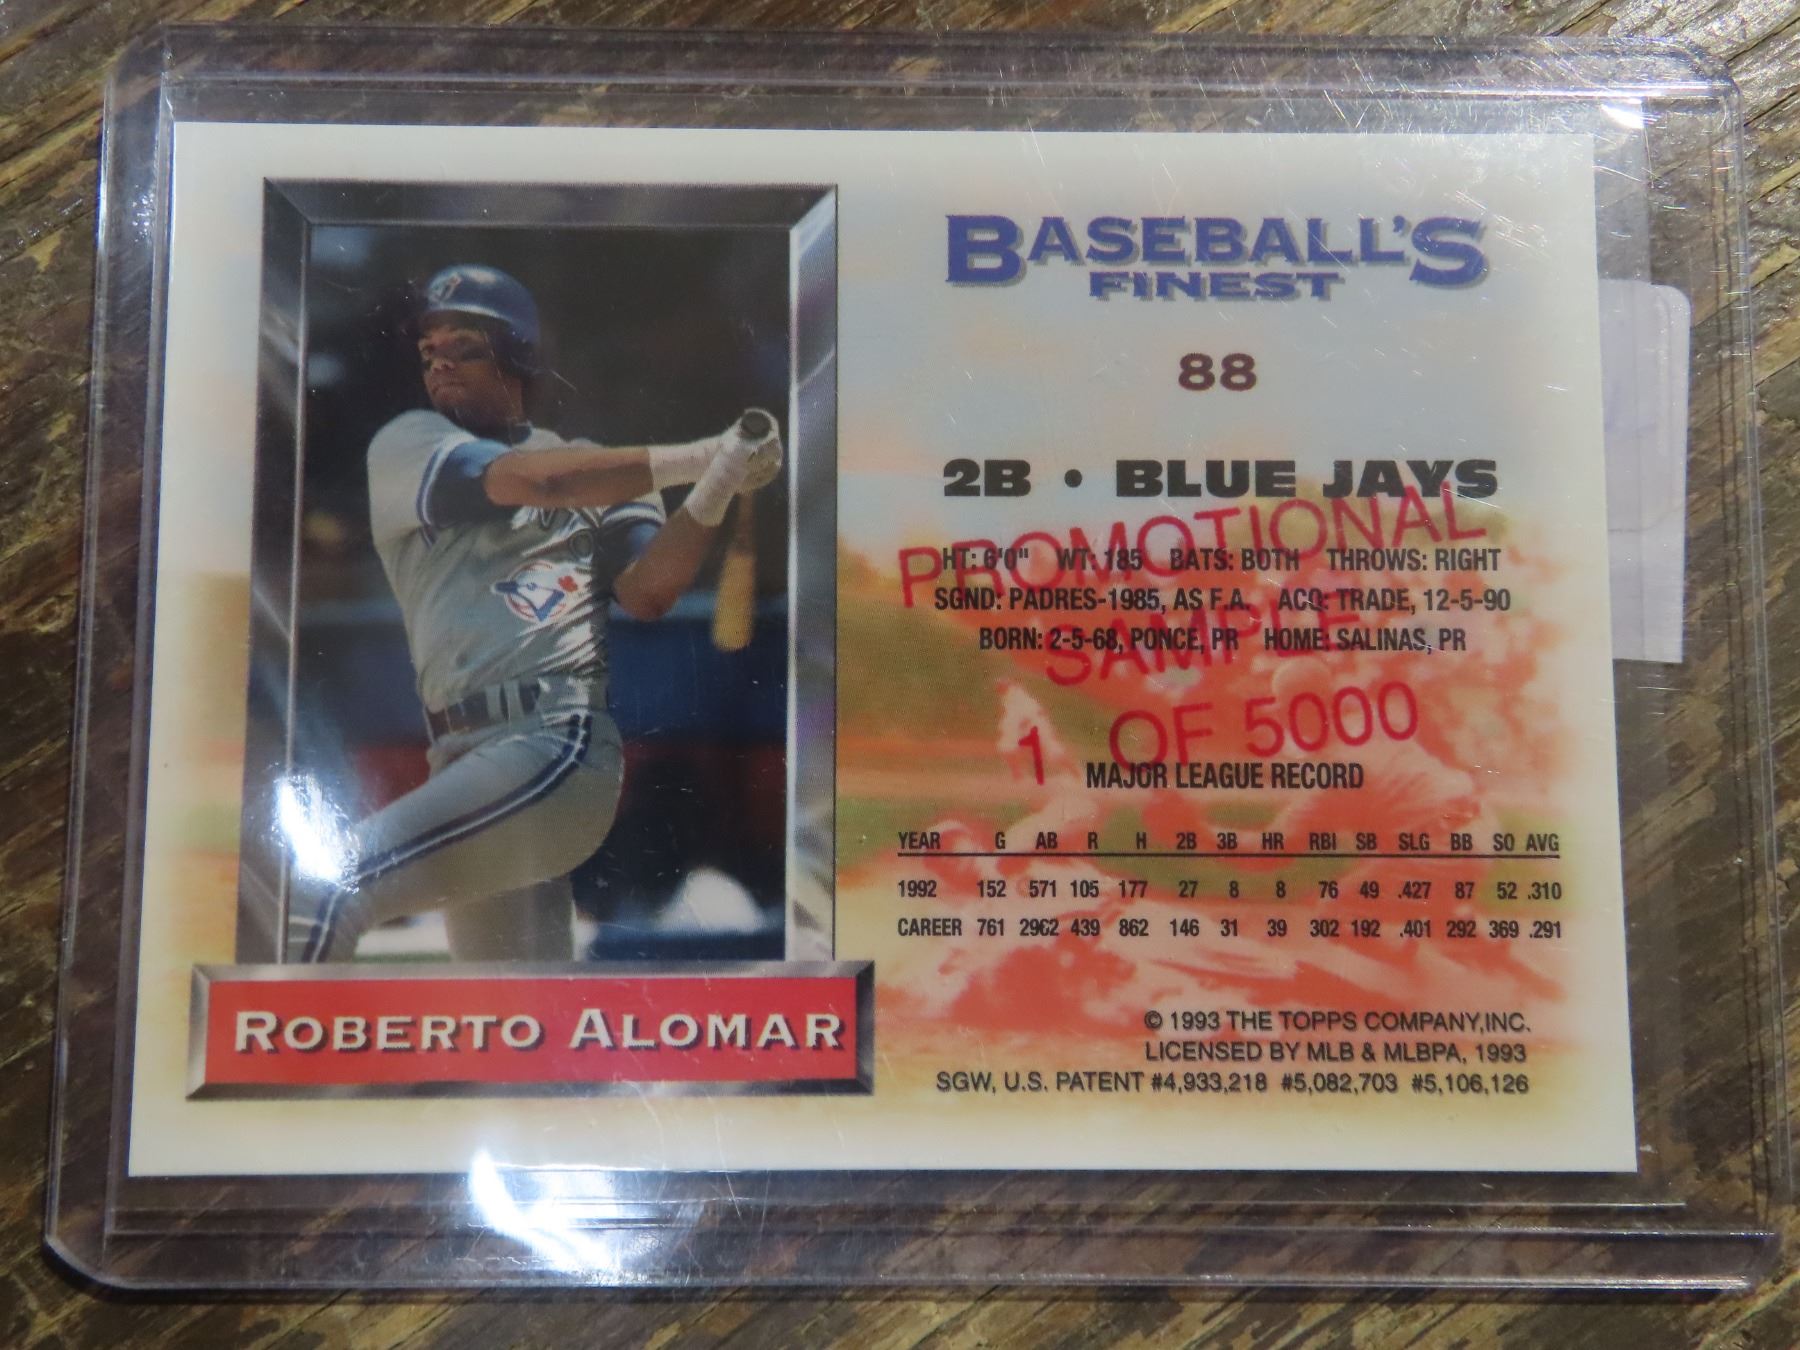 BASEBALL'S
FINEST
88
2B • BLUE JAYS
PROMOTIONAL
SAMPLE
1 OF 5000
HT: 6'0" WT: 185 BATS: BOTH THROWS: RIGHT
SGND: PADRES-1985, AS F.A. ACQ: TRADE, 12-5-90
BORN: 2-5-68, PONCE, PR HOME: SALINAS, PR
MAJOR LEAGUE RECORD
YEAR G AB R H 2B 3B HR RBI SB SLG BB SO AVG
1992 152 571 105 177 27 8 8 76 49 .427 87 52 .310
CAREER 761 2962 439 862 146 31 39 302 192 .401 292 369 .291
ROBERTO ALOMAR
© 1993 THE TOPPS COMPANY,INC.
LICENSED BY MLB & MLBPA, 1993
SGW, U.S. PATENT #4,933,218 #5,082,703 #5,106,126